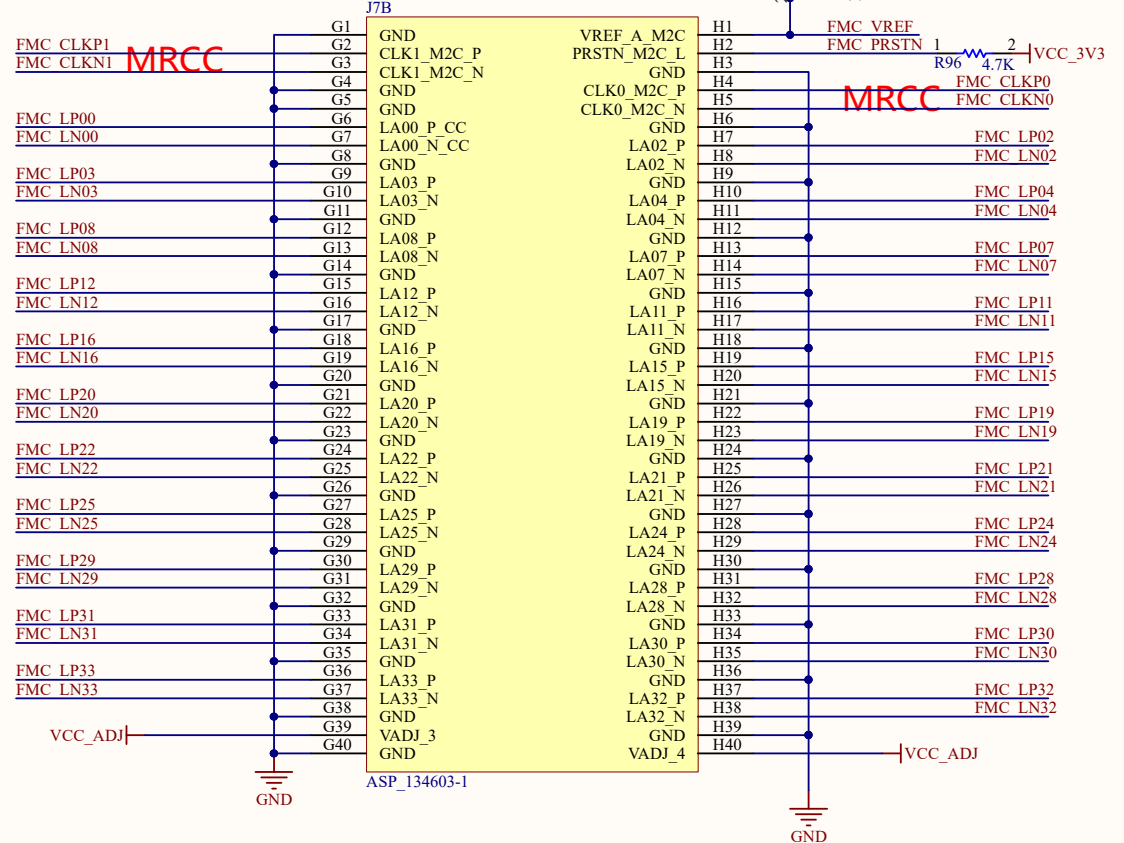 J7B
G1 GND VREF_A_M2C H1 FMC_VREF
FMC_CLKP1 G2 CLK1_M2C_P PRSTN_M2C_L H2 FMC_PRSTN 1 2 VCC_3V3
R96 4.7K
FMC_CLKN1 MRCC G3 CLK1_M2C_N GND H3
G4 GND CLK0_M2C_P H4 MRCC FMC_CLKP0
G5 GND CLK0_M2C_N H5 FMC_CLKN0
FMC_LP00 G6 LA00_P_CC GND H6
FMC_LN00 G7 LA00_N_CC LA02_P H7 FMC_LP02
G8 GND LA02_N H8 FMC_LN02
FMC_LP03 G9 LA03_P GND H9
FMC_LN03 G10 LA03_N LA04_P H10 FMC_LP04
G11 GND LA04_N H11 FMC_LN04
FMC_LP08 G12 LA08_P GND H12
FMC_LN08 G13 LA08_N LA07_P H13 FMC_LP07
G14 GND LA07_N H14 FMC_LN07
FMC_LP12 G15 LA12_P GND H15
FMC_LN12 G16 LA12_N LA11_P H16 FMC_LP11
G17 GND LA11_N H17 FMC_LN11
FMC_LP16 G18 LA16_P GND H18
FMC_LN16 G19 LA16_N LA15_P H19 FMC_LP15
G20 GND LA15_N H20 FMC_LN15
FMC_LP20 G21 LA20_P GND H21
FMC_LN20 G22 LA20_N LA19_P H22 FMC_LP19
G23 GND LA19_N H23 FMC_LN19
FMC_LP22 G24 LA22_P GND H24
FMC_LN22 G25 LA22_N LA21_P H25 FMC_LP21
G26 GND LA21_N H26 FMC_LN21
FMC_LP25 G27 LA25_P GND H27
FMC_LN25 G28 LA25_N LA24_P H28 FMC_LP24
G29 GND LA24_N H29 FMC_LN24
FMC_LP29 G30 LA29_P GND H30
FMC_LN29 G31 LA29_N LA28_P H31 FMC_LP28
G32 GND LA28_N H32 FMC_LN28
FMC_LP31 G33 LA31_P GND H33
FMC_LN31 G34 LA31_N LA30_P H34 FMC_LP30
G35 GND LA30_N H35 FMC_LN30
FMC_LP33 G36 LA33_P GND H36
FMC_LN33 G37 LA33_N LA32_P H37 FMC_LP32
G38 GND LA32_N H38 FMC_LN32
VCC_ADJ G39 VADJ_3 GND H39
G40 GND VADJ_4 H40 VCC_ADJ
ASP_134603-1
GND
GND